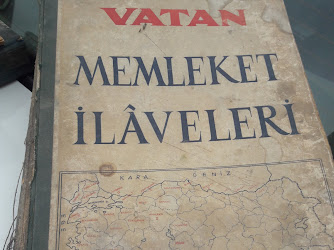 VATAN
MEMLEKET
İLÂVELERİ
KARA DENİZ